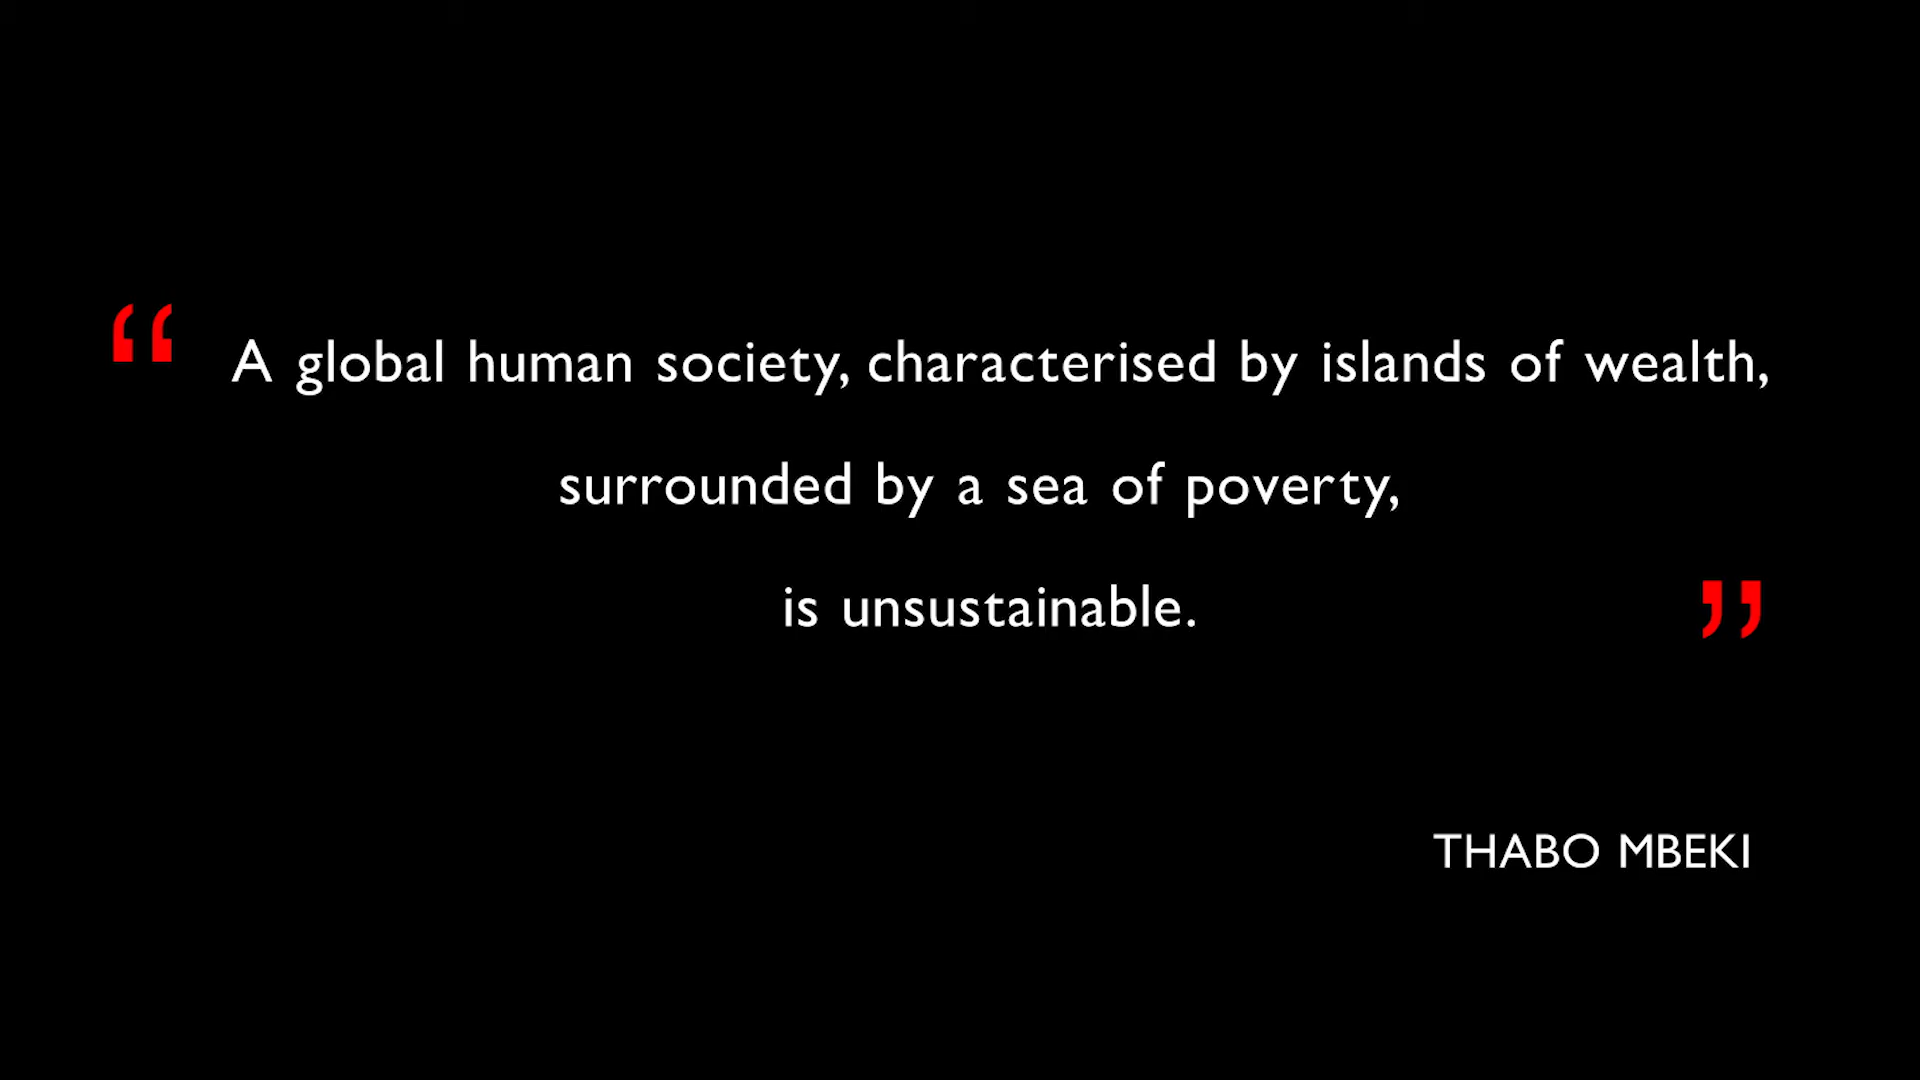 “ A global human society, characterised by islands of wealth,
surrounded by a sea of poverty,
is unsustainable. ”
THABO MBEKI